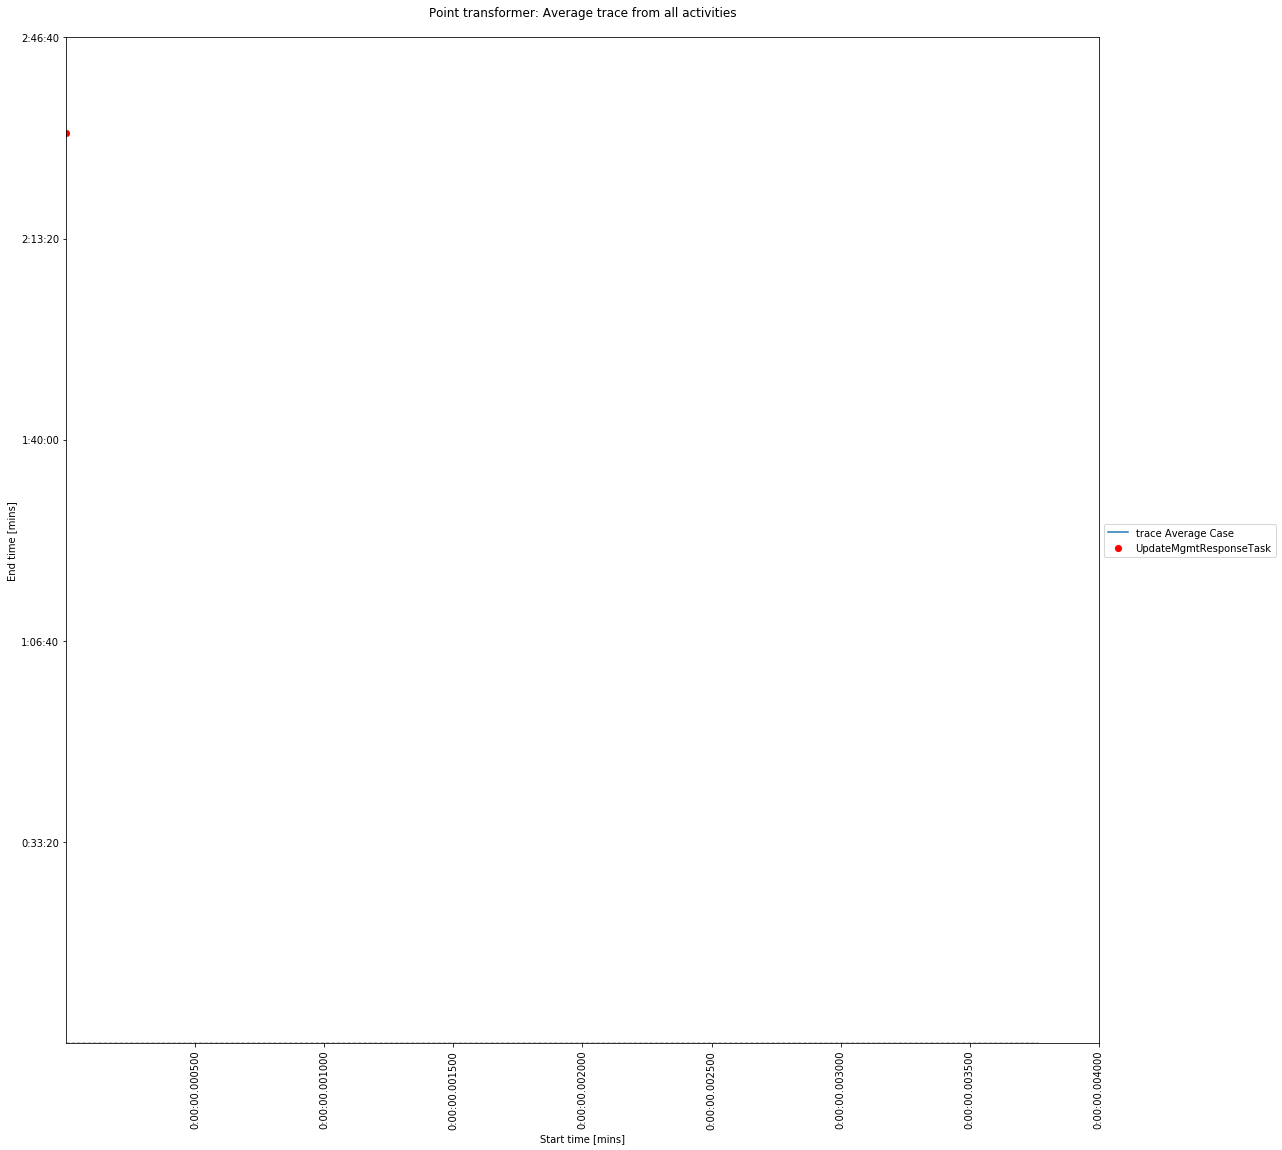 Point transformer: Average trace from all activities
2:46:40
2:13:20
1:40:00
1:06:40
0:33:20
End time [mins]
trace Average Case
UpdateMgmtResponseTask
0:00:00.000500
0:00:00.001000
0:00:00.001500
0:00:00.002000
0:00:00.002500
0:00:00.003000
0:00:00.003500
0:00:00.004000
Start time [mins]